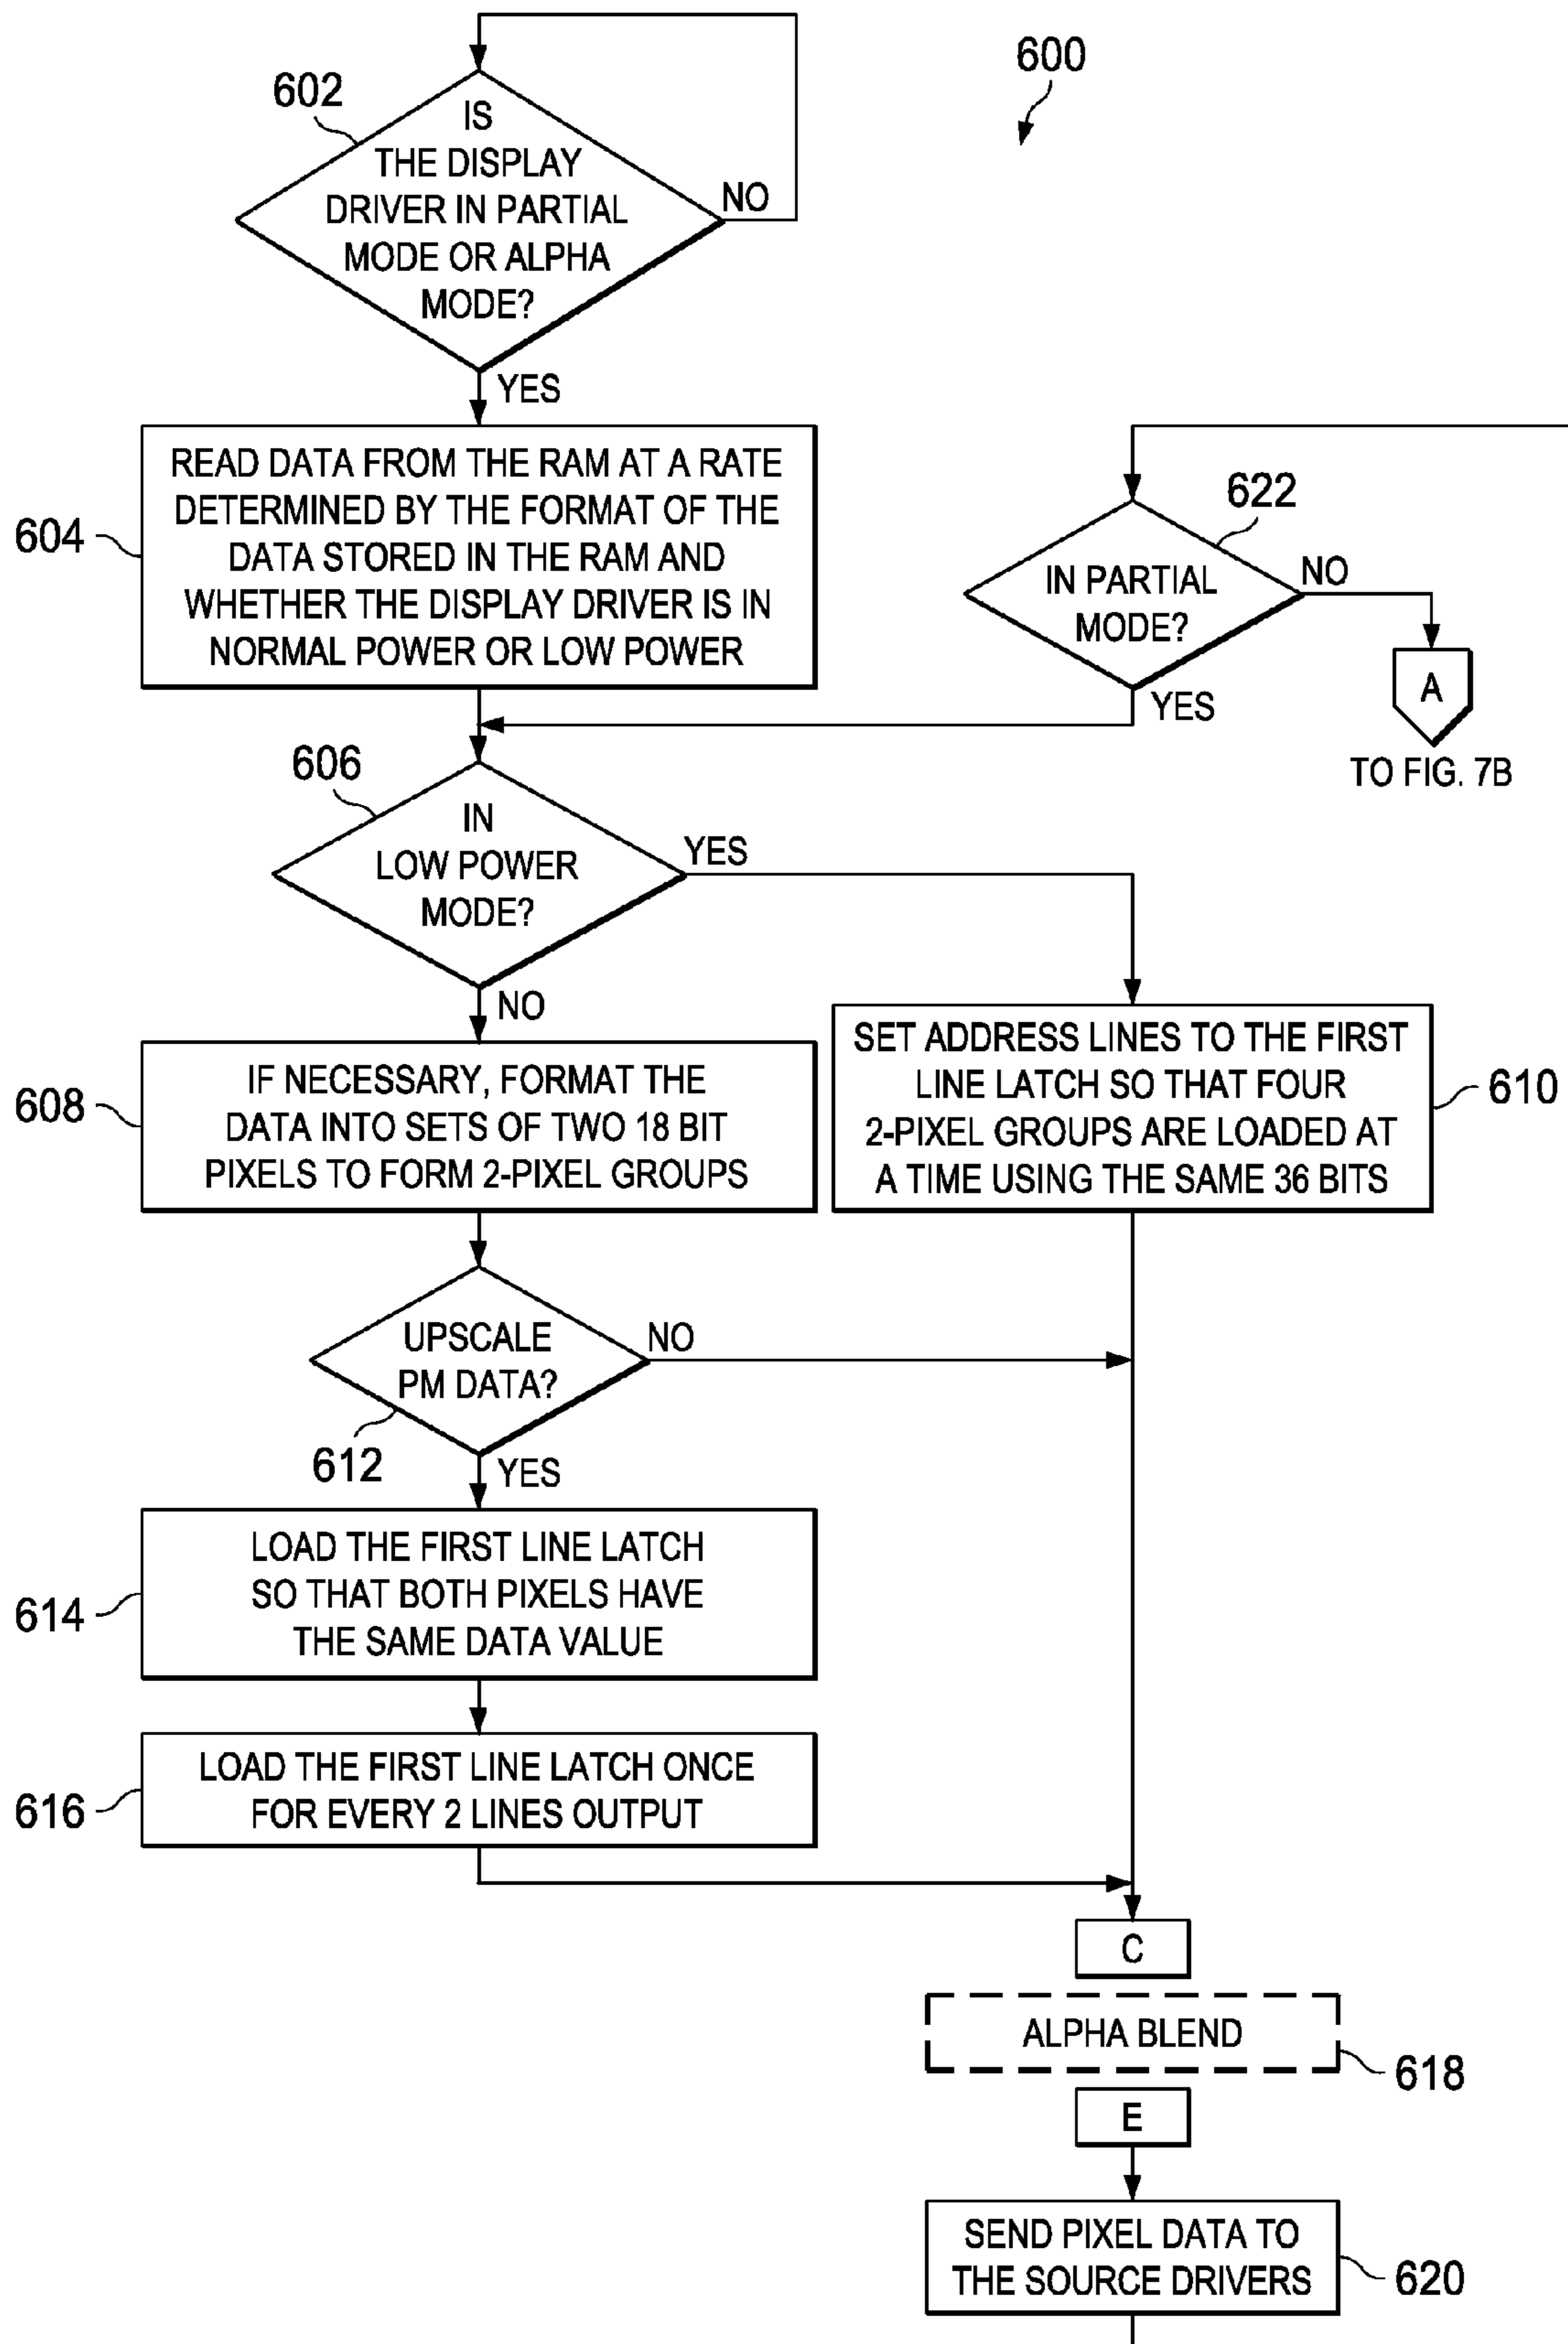 600
602
IS
THE DISPLAY
DRIVER IN PARTIAL
MODE OR ALPHA
MODE?
NO
YES
604
READ DATA FROM THE RAM AT A RATE
DETERMINED BY THE FORMAT OF THE
DATA STORED IN THE RAM AND
WHETHER THE DISPLAY DRIVER IS IN
NORMAL POWER OR LOW POWER
622
IN PARTIAL
MODE?
NO
YES
A
TO FIG. 7B
606
IN
LOW POWER
MODE?
YES
NO
608
IF NECESSARY, FORMAT THE
DATA INTO SETS OF TWO 18 BIT
PIXELS TO FORM 2-PIXEL GROUPS
SET ADDRESS LINES TO THE FIRST
LINE LATCH SO THAT FOUR
2-PIXEL GROUPS ARE LOADED AT
A TIME USING THE SAME 36 BITS
610
UPSCALE
PM DATA?
NO
612
YES
614
LOAD THE FIRST LINE LATCH
SO THAT BOTH PIXELS HAVE
THE SAME DATA VALUE
616
LOAD THE FIRST LINE LATCH ONCE
FOR EVERY 2 LINES OUTPUT
C
ALPHA BLEND
618
E
SEND PIXEL DATA TO
THE SOURCE DRIVERS
620